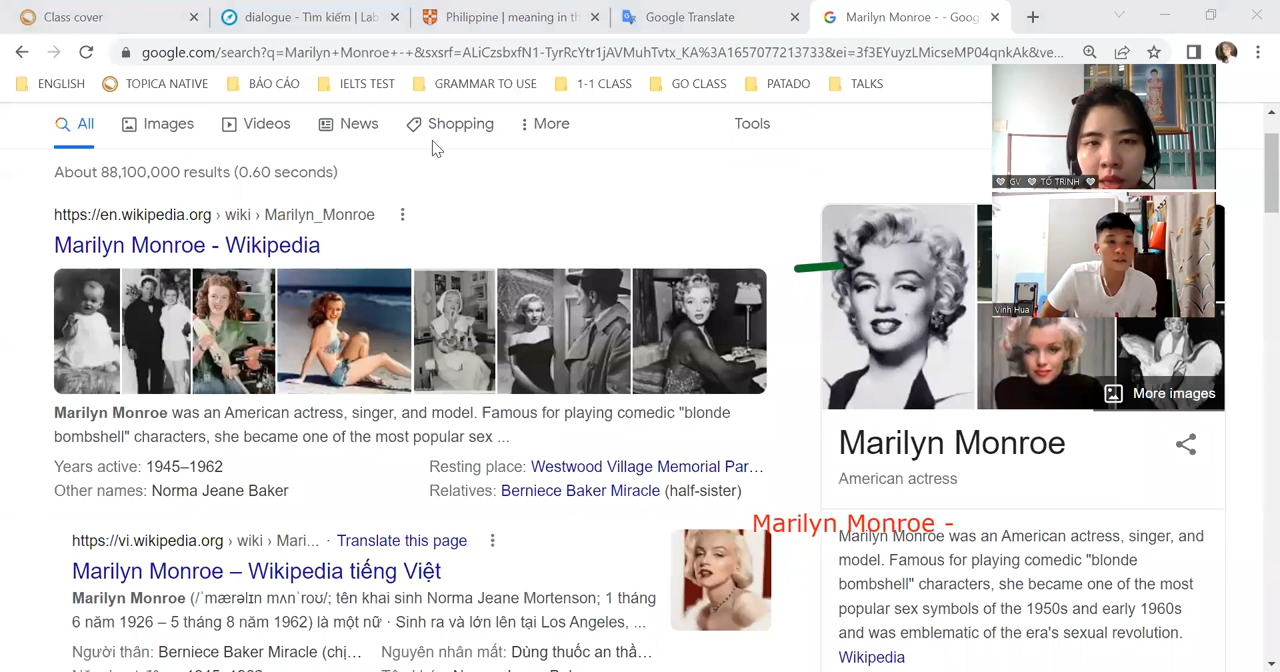 Class cover
dialogue - Tìm kiếm | Lab
Philippine | meaning in th
Google Translate
Marilyn Monroe - - Goog
google.com/search?q=Marilyn+Monroe+-+&sxsrf=ALiCzsbxfN1-TyrRcYtr1jAVMuhTvtx_KA%3A1657077213733&ei=3f3EYuyzLMicseMP04qnkAk&ve...
ENGLISH
TOPICA NATIVE
BÁO CÁO
IELTS TEST
GRAMMAR TO USE
1-1 CLASS
GO CLASS
PATADO
TALKS
All
Images
Videos
News
Shopping
More
Tools
About 88,100,000 results (0.60 seconds)
GV TỐ TRINH
Vinh Hua
https://en.wikipedia.org › wiki › Marilyn_Monroe
Marilyn Monroe - Wikipedia
Marilyn Monroe was an American actress, singer, and model. Famous for playing comedic "blonde
bombshell" characters, she became one of the most popular sex ...
Years active: 1945–1962
Resting place: Westwood Village Memorial Par...
Other names: Norma Jeane Baker
Relatives: Berniece Baker Miracle (half-sister)
https://vi.wikipedia.org › wiki › Mari... · Translate this page
Marilyn Monroe – Wikipedia tiếng Việt
Marilyn Monroe (/ˈmærəlɪn mʌnˈroʊ/; tên khai sinh Norma Jeane Mortenson; 1 tháng
6 năm 1926 – 5 tháng 8 năm 1962) là một nữ · Sinh ra và lớn lên tại Los Angeles, ...
Người thân: Berniece Baker Miracle (chị...
Nguyên nhân mất: Dùng thuốc an thầ...
More images
Marilyn Monroe
American actress
Marilyn Monroe -
Marilyn Monroe was an American actress, singer, and
model. Famous for playing comedic "blonde
bombshell" characters, she became one of the most
popular sex symbols of the 1950s and early 1960s
and was emblematic of the era's sexual revolution.
Wikipedia